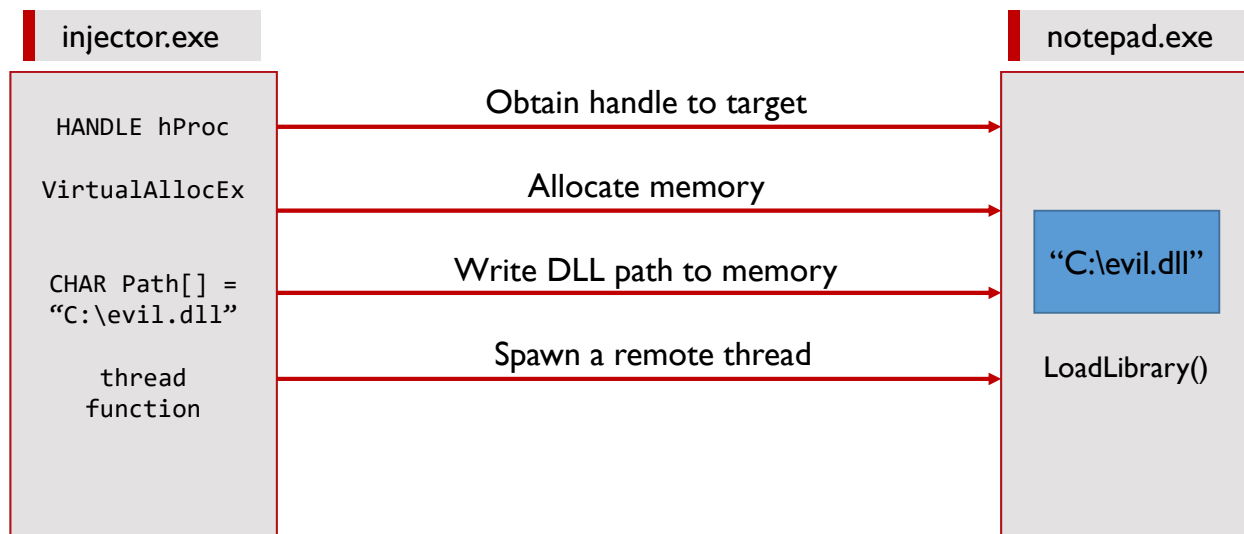 injector.exe
notepad.exe
HANDLE hProc
Obtain handle to target
VirtualAllocEx
Allocate memory
CHAR Path[] =
“C:\evil.dll”
Write DLL path to memory
“C:\evil.dll”
thread
function
Spawn a remote thread
LoadLibrary()